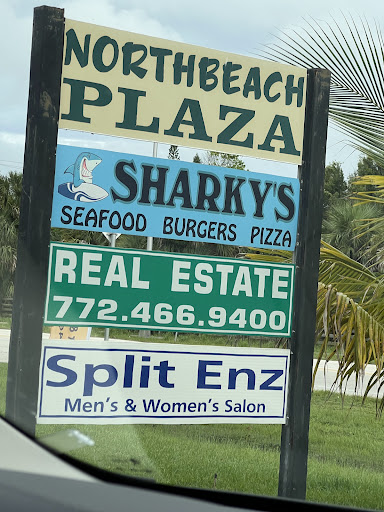 NORTHBEACH
PLAZA
SHARKY'S
SEAFOOD BURGERS PIZZA
REAL ESTATE
772.466.9400
Split Enz
Men's & Women's Salon